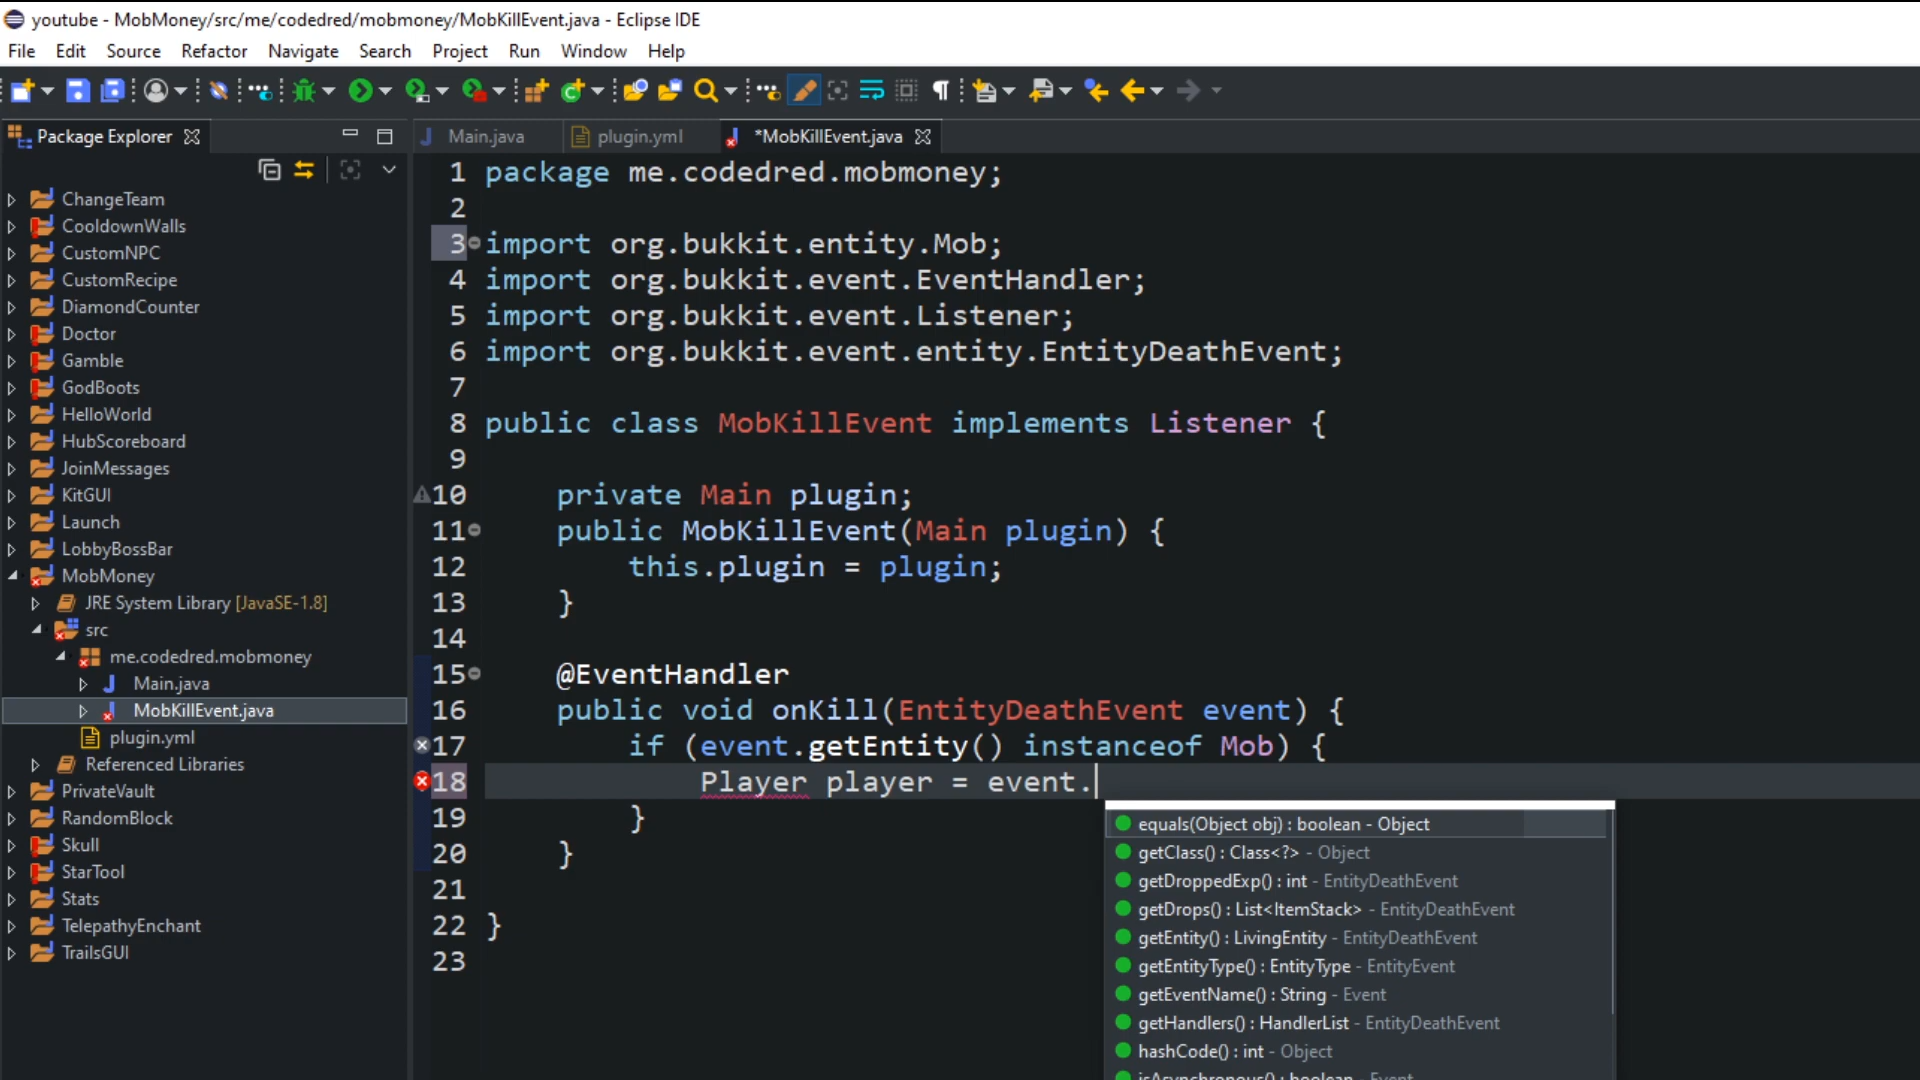 youtube - MobMoney/src/me/codedred/mobmoney/MobKillEvent.java - Eclipse IDE
File Edit Source Refactor Navigate Search Project Run Window Help
Package Explorer
Main.java
plugin.yml
*MobKillEvent.java
ChangeTeam
CooldownWalls
CustomNPC
CustomRecipe
DiamondCounter
Doctor
Gamble
GodBoots
HelloWorld
HubScoreboard
JoinMessages
KitGUI
Launch
LobbyBossBar
MobMoney
JRE System Library [JavaSE-1.8]
src
me.codedred.mobmoney
Main.java
MobKillEvent.java
plugin.yml
Referenced Libraries
PrivateVault
RandomBlock
Skull
StarTool
Stats
TelepathyEnchant
TrailsGUI
1 package me.codedred.mobmoney;
2
3 import org.bukkit.entity.Mob;
4 import org.bukkit.event.EventHandler;
5 import org.bukkit.event.Listener;
6 import org.bukkit.event.entity.EntityDeathEvent;
7
8 public class MobKillEvent implements Listener {
9
10 private Main plugin;
11 public MobKillEvent(Main plugin) {
12 this.plugin = plugin;
13 }
14
15 @EventHandler
16 public void onKill(EntityDeathEvent event) {
17 if (event.getEntity() instanceof Mob) {
18 Player player = event.
19 }
20 }
21
22 }
23
equals(Object obj) : boolean - Object
getClass() : Class<?> - Object
getDroppedExp() : int - EntityDeathEvent
getDrops() : List<ItemStack> - EntityDeathEvent
getEntity() : LivingEntity - EntityDeathEvent
getEntityType() : EntityType - EntityEvent
getEventName() : String - Event
getHandlers() : HandlerList - EntityDeathEvent
hashCode() : int - Object
isAsynchronous() : boolean - Event